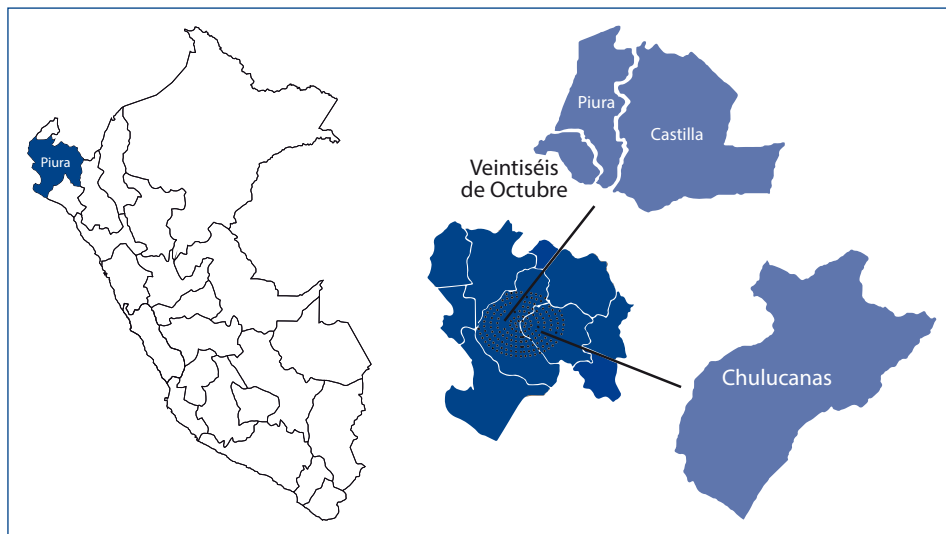 Piura
Piura
Castilla
Veintiséis
de Octubre
Chulucanas